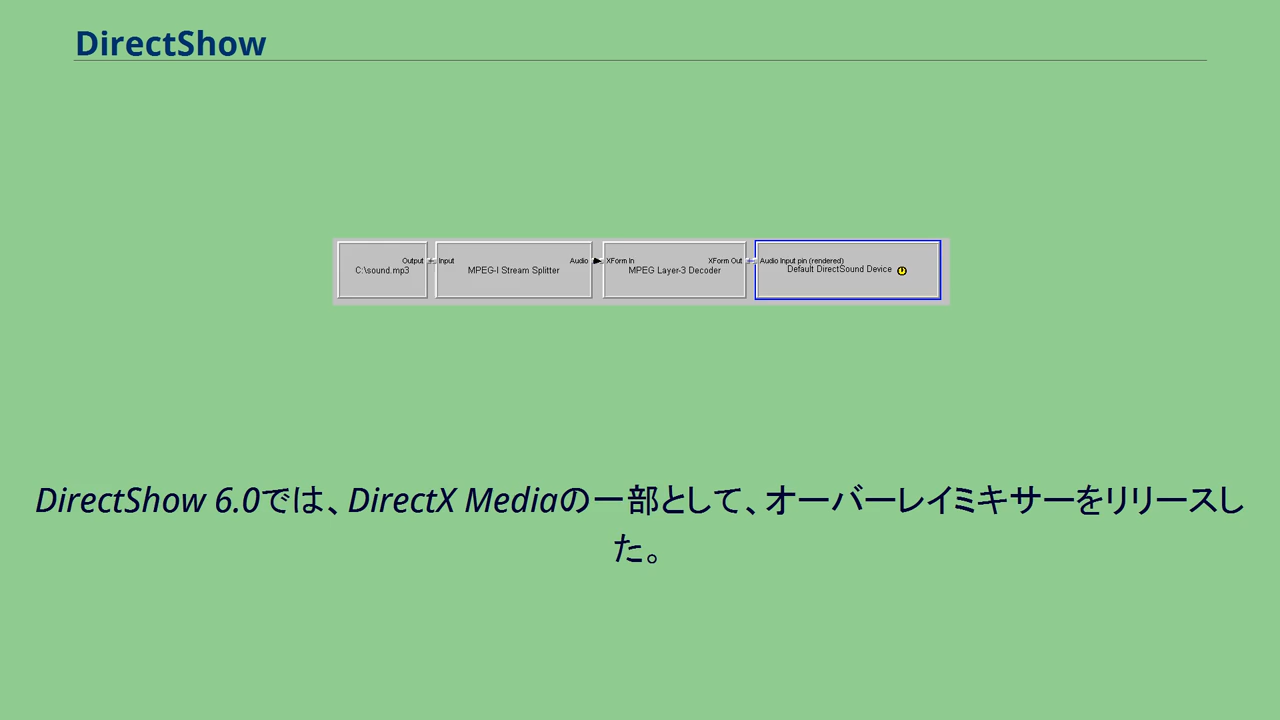 DirectShow
Output Input Audio XForm In XForm Out Audio Input pin (rendered)
C:\sound.mp3 MPEG-I Stream Splitter MPEG Layer-3 Decoder Default DirectSound Device
DirectShow 6.0では、DirectX Mediaの一部として、オーバーレイミキサーをリリースし
た。